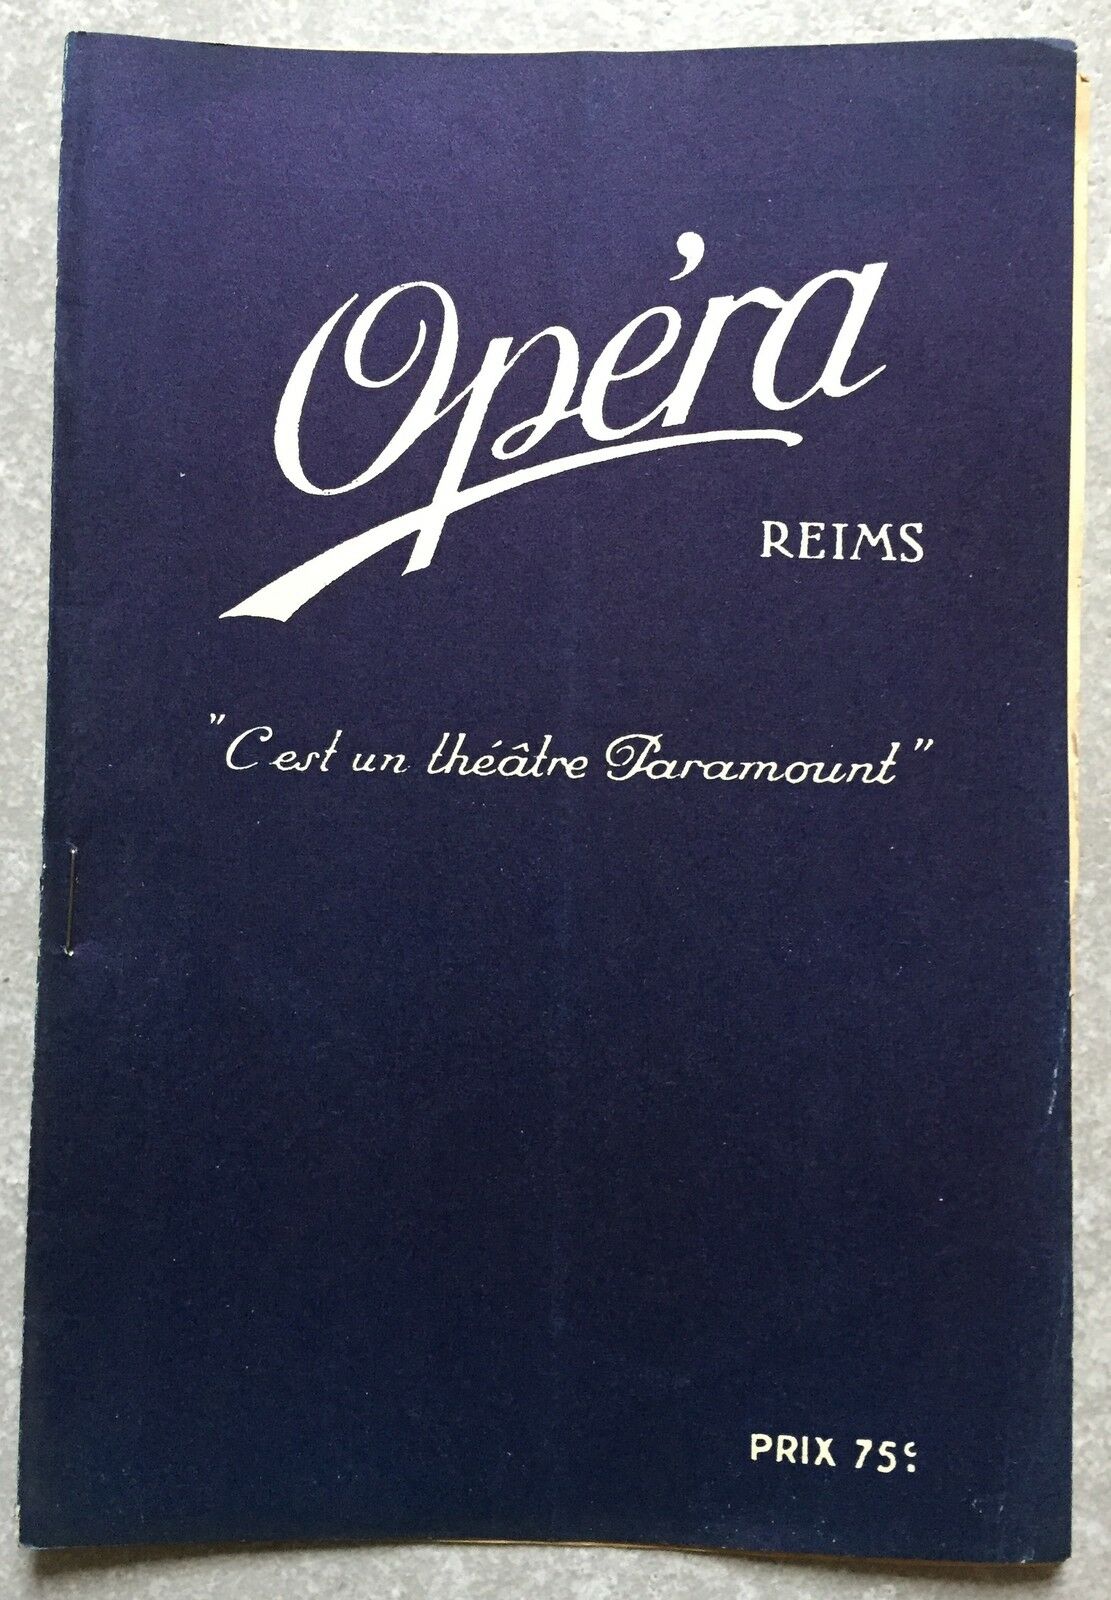 Opéra
REIMS
"C'est un théâtre Paramount"
PRIX 75c.